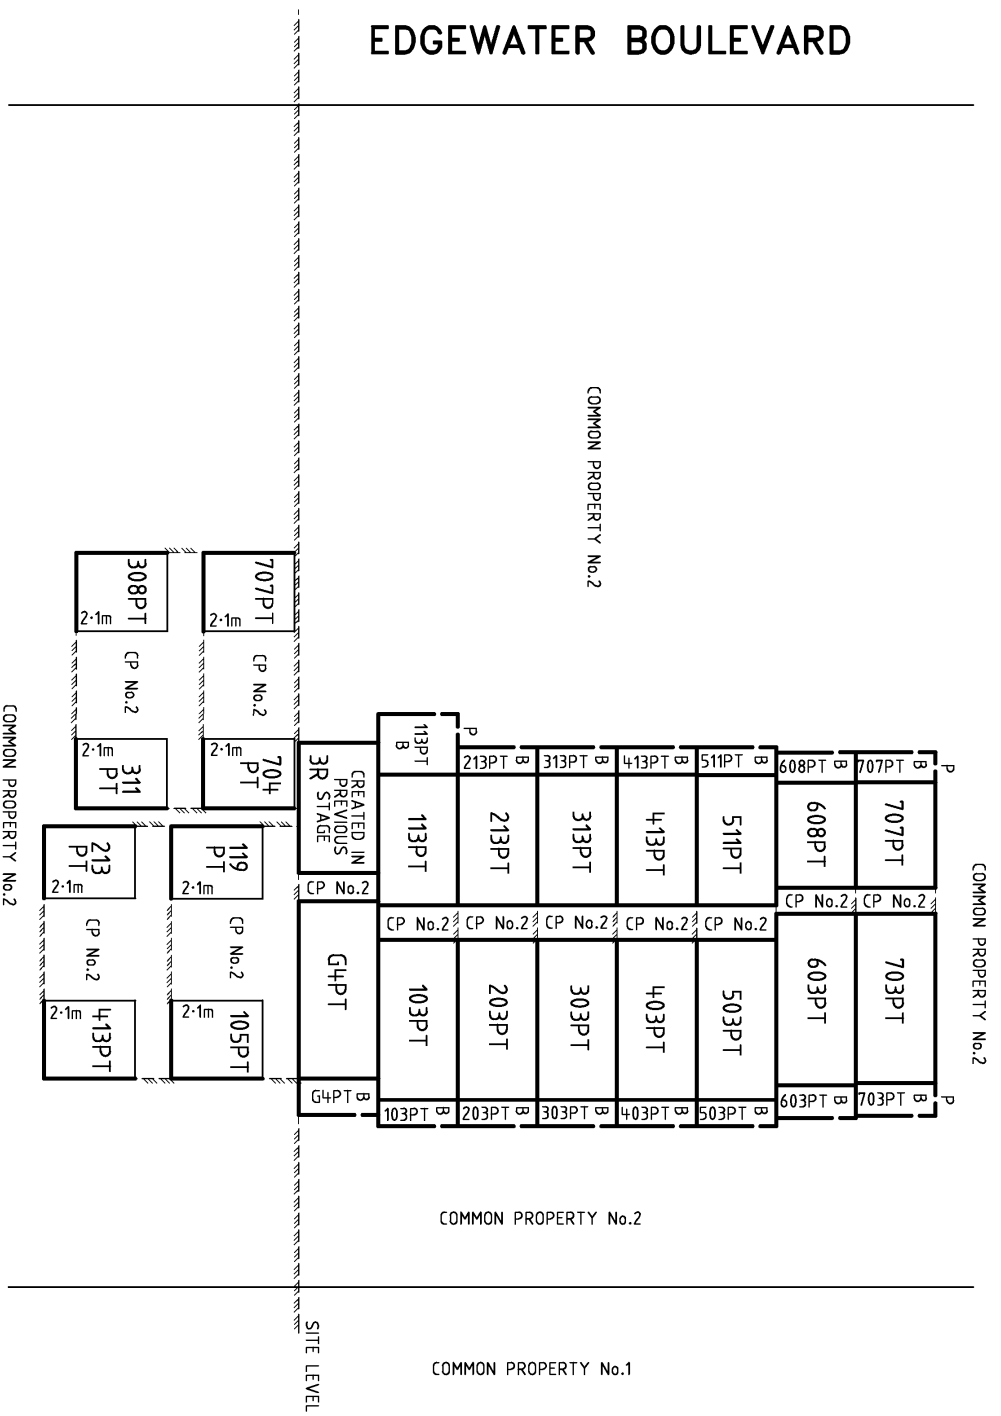 EDGEWATER BOULEVARD
COMMON PROPERTY No.2
308PT
2·1m
707PT
2·1m
CP No.2
CP No.2
2·1m
311
PT
2·1m
704
PT
213
PT
2·1m
119
PT
2·1m
CP No.2
CP No.2
2·1m
413PT
2·1m
105PT
COMMON PROPERTY No.2
CREATED IN
PREVIOUS
3R STAGE
CP No.2
G4PT
G4PT B
113PT
B
P
213PT B
313PT B
413PT B
511PT B
608PT B
707PT B
P
113PT
213PT
313PT
413PT
511PT
608PT
707PT
CP No.2
CP No.2
CP No.2
CP No.2
CP No.2
CP No.2
CP No.2
103PT
203PT
303PT
403PT
503PT
603PT
703PT
103PT B
203PT B
303PT B
403PT B
503PT B
603PT B
703PT B
P
COMMON PROPERTY No.2
COMMON PROPERTY No.2
SITE LEVEL
COMMON PROPERTY No.1